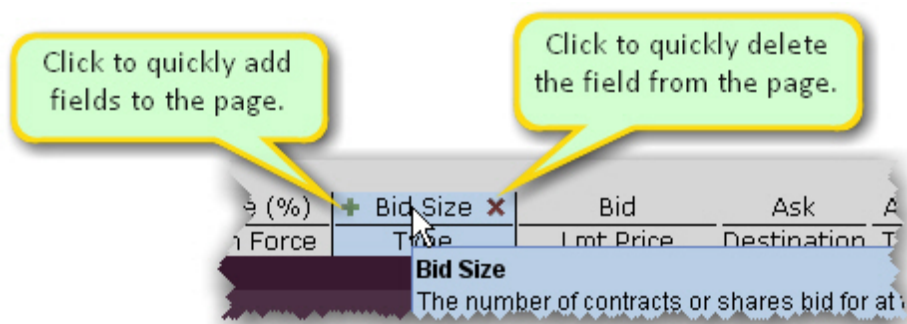 Click to quickly add
fields to the page.
Click to quickly delete
the field from the page.
(%) Bid Size Bid Ask
Force Type Lmt Price Destination
Bid Size
The number of contracts or shares bid for at